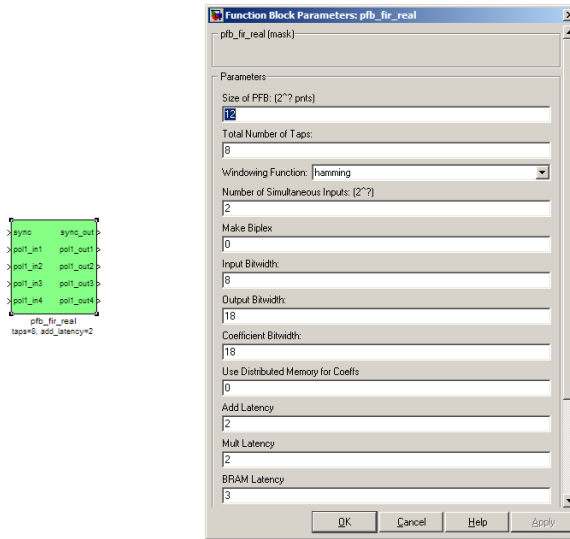 sync sync_out
pol1_in1 pol1_out1
pol1_in2 pol1_out2
pol1_in3 pol1_out3
pol1_in4 pol1_out4
pfb_fir_real
taps=8, add_latency=2
Function Block Parameters: pfb_fir_real
pfb_fir_real (mask)
Parameters
Size of PFB: (2^? pnts)
12
Total Number of Taps:
8
Windowing Function: hamming
Number of Simultaneous Inputs: (2^?)
2
Make Biplex
0
Input Bitwidth:
8
Output Bitwidth:
18
Coefficient Bitwidth:
18
Use Distributed Memory for Coeffs
0
Add Latency
2
Mult Latency
2
BRAM Latency
3
OK Cancel Help Apply